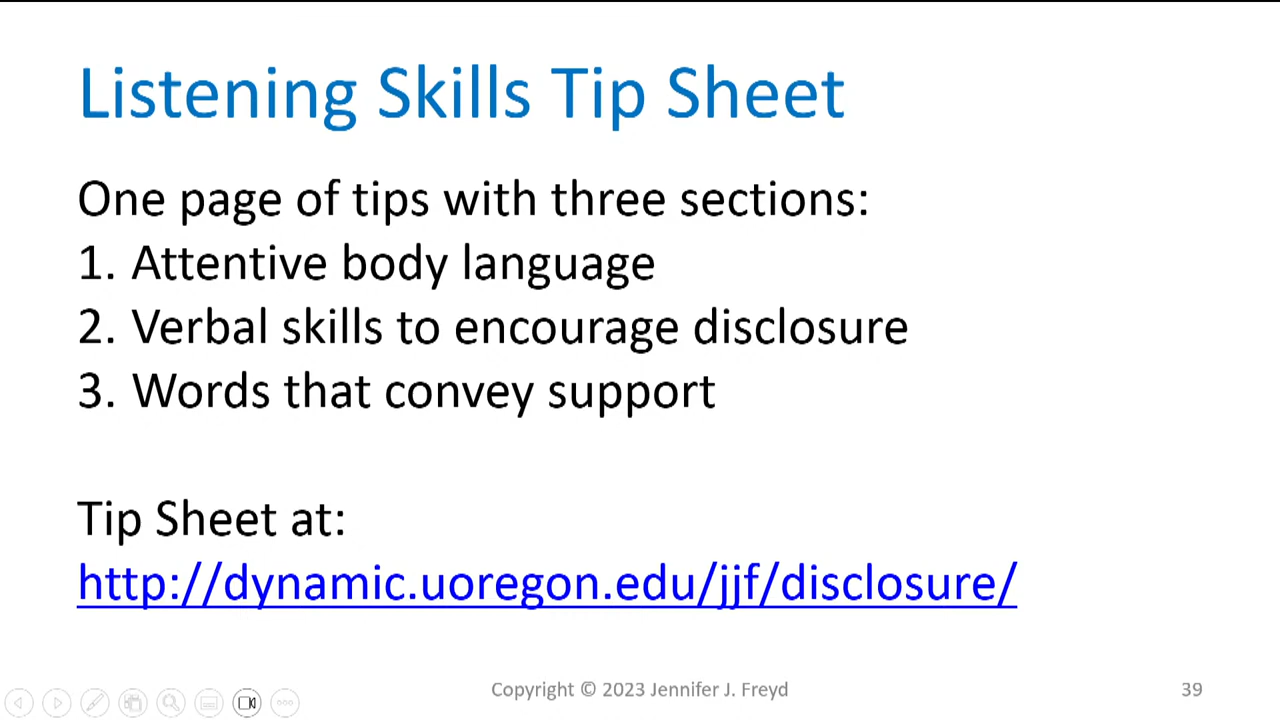 Listening Skills Tip Sheet
One page of tips with three sections:
1. Attentive body language
2. Verbal skills to encourage disclosure
3. Words that convey support
Tip Sheet at:
http://dynamic.uoregon.edu/jjf/disclosure/
Copyright © 2023 Jennifer J. Freyd
39